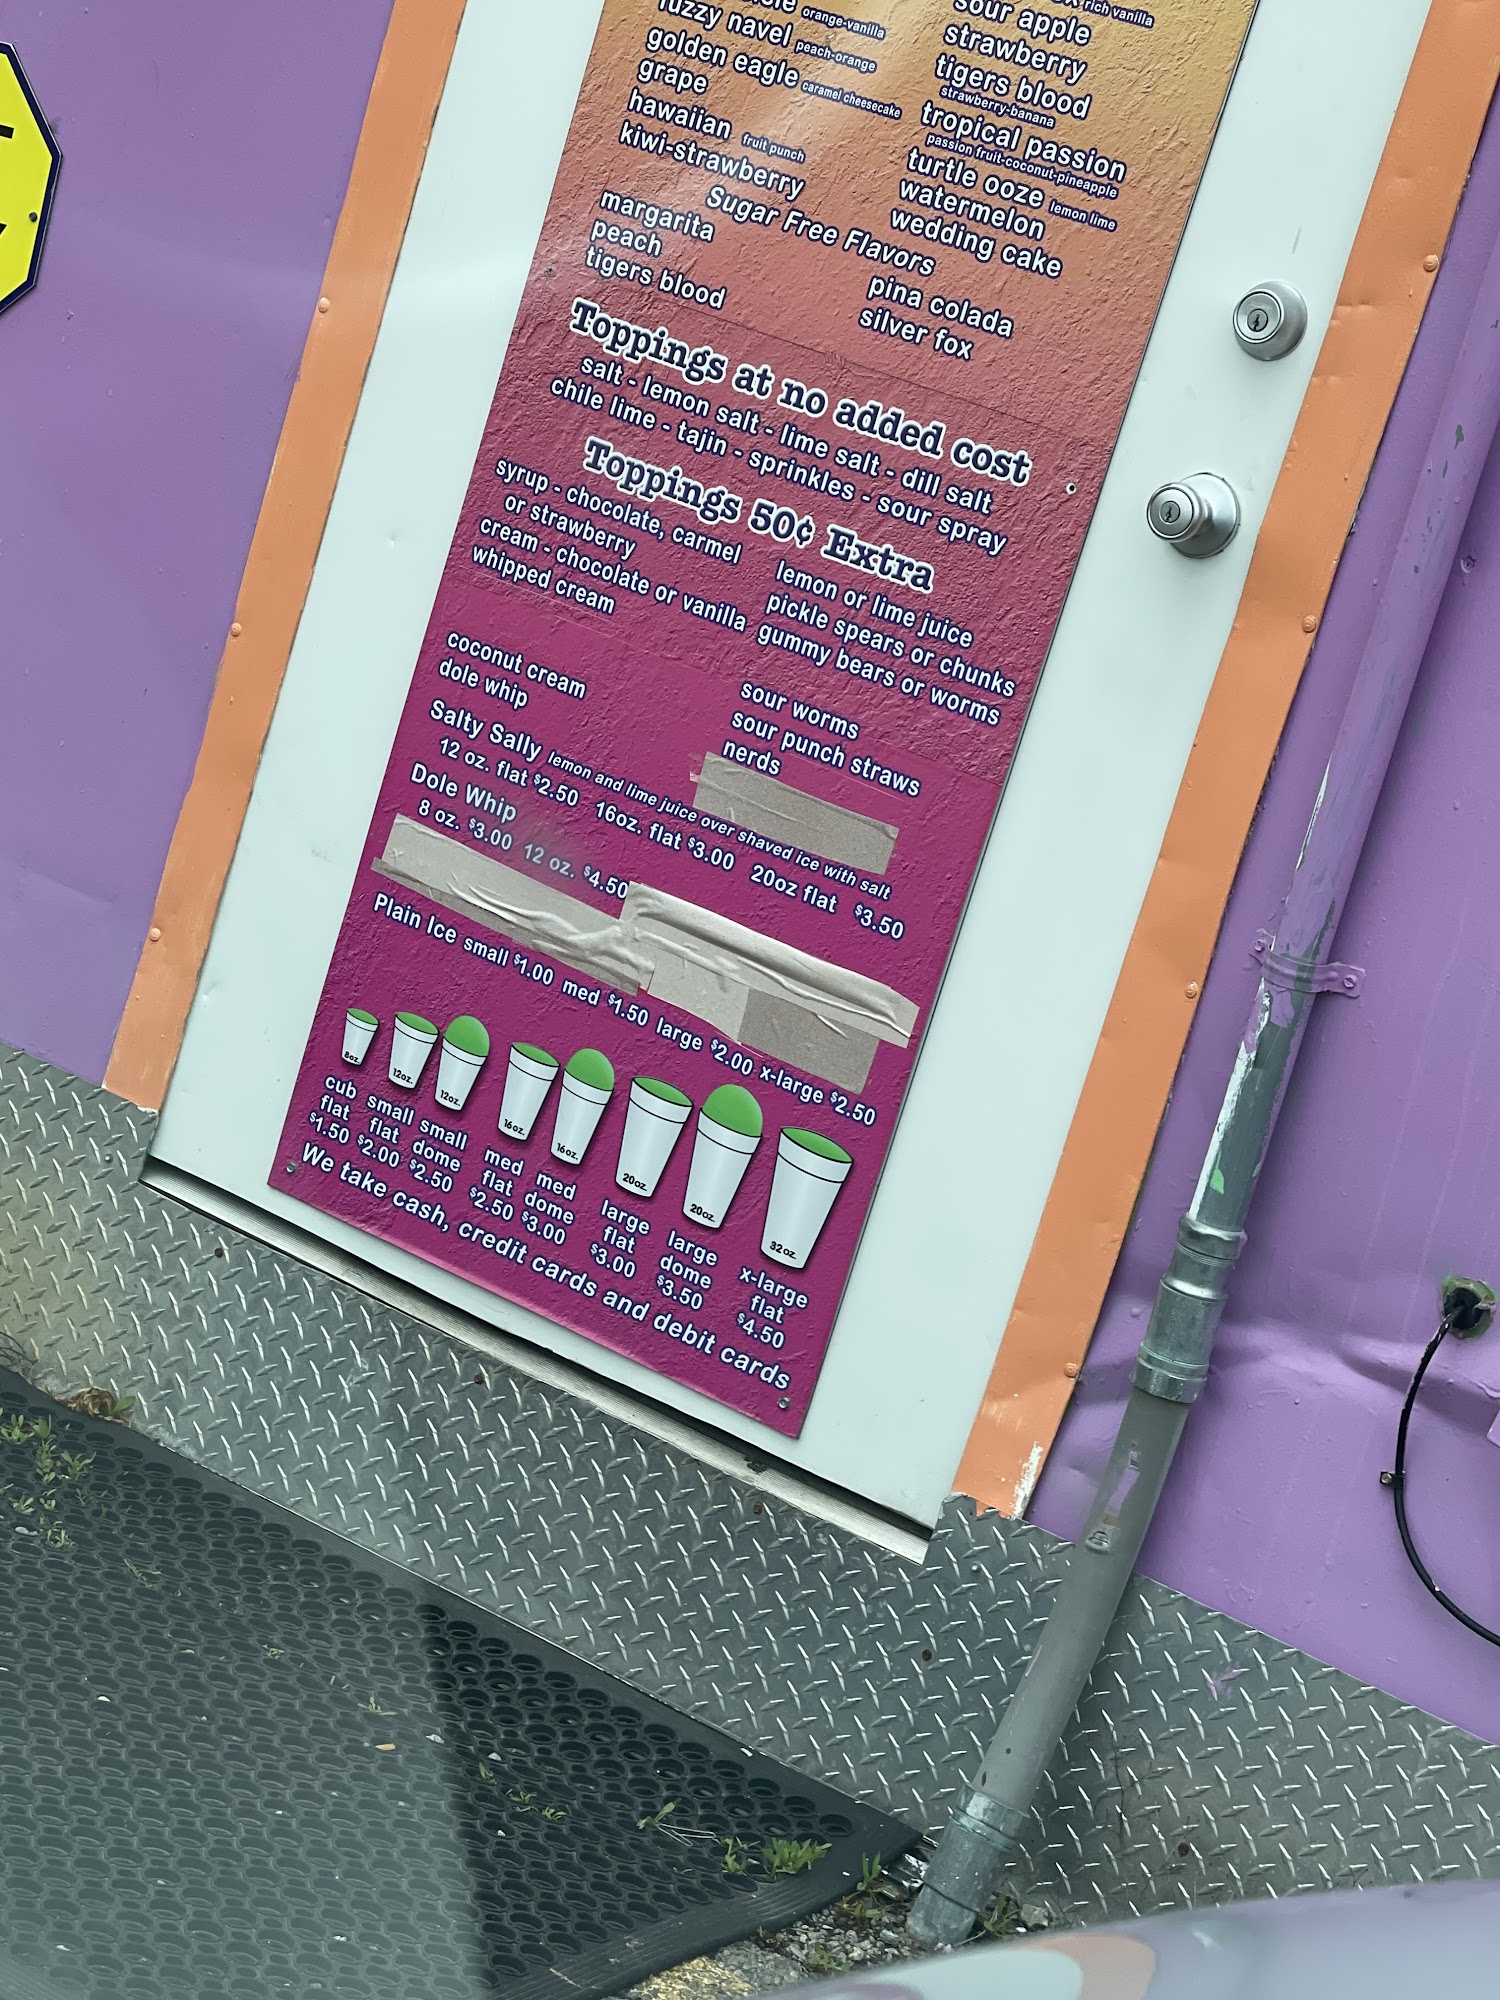 orange-vanilla
fuzzy navel peach-orange
golden eagle caramel cheesecake
grape
hawaiian fruit punch
kiwi-strawberry
rich vanilla
sour apple
strawberry
tigers blood
strawberry-banana
tropical passion
passion fruit-coconut-pineapple
turtle ooze lemon lime
watermelon
wedding cake
Sugar Free Flavors
margarita
peach
tigers blood
pina colada
silver fox
Toppings at no added cost
salt - lemon salt - lime salt - dill salt
chile lime - tajin - sprinkles - sour spray
Toppings 50¢ Extra
syrup - chocolate, carmel
or strawberry
cream - chocolate or vanilla
whipped cream
lemon or lime juice
pickle spears or chunks
gummy bears or worms
coconut cream
dole whip
sour worms
sour punch straws
nerds
Salty Sally lemon and lime juice over shaved ice with salt
12 oz. flat $2.50 16oz. flat $3.00 20oz flat $3.50
Dole Whip
8 oz. $3.00 12 oz. $4.50
Plain Ice small $1.00 med $1.50 large $2.00 x-large $2.50
8oz. 12oz. 12oz. 16oz. 16oz. 20oz. 20oz. 32oz.
cub small small med med large large x-large
flat flat dome flat dome flat dome flat
$1.50 $2.00 $2.50 $2.50 $3.00 $3.00 $3.50 $4.50
We take cash, credit cards and debit cards